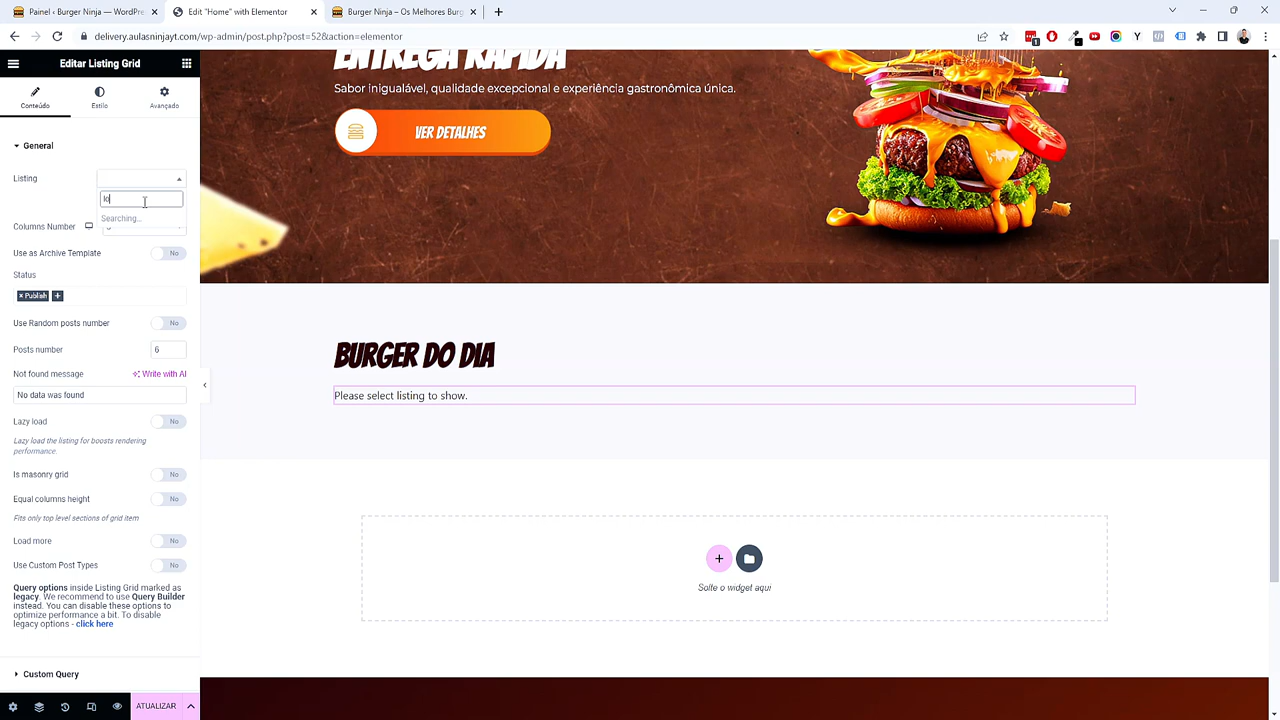 Painel ‹ Burger Ninja — WordPre
Edit "Home" with Elementor
Burger Ninja – Os Melhores Burg
delivery.aulasninjayt.com/wp-admin/post.php?post=52&action=elementor
Editar Listing Grid
Conteúdo
Estilo
Avançado
General
Listing
lo
Searching...
Columns Number
Use as Archive Template
No
Status
× Publish
Use Random posts number
No
Posts number
6
Not found message
Write with AI
No data was found
Lazy load
No
Lazy load the listing for boosts rendering
performance.
Is masonry grid
No
Equal columns height
No
Fits only top level sections of grid item
Load more
No
Use Custom Post Types
No
Query options inside Listing Grid marked as
legacy. We recommend to use Query Builder
instead. You can disable these options to
optimize performance a bit. To disable
legacy options - click here
Custom Query
ATUALIZAR
ENTREGA RÁPIDA
Sabor inigualável, qualidade excepcional e experiência gastronômica única.
VER DETALHES
BURGER DO DIA
Please select listing to show.
Solte o widget aqui